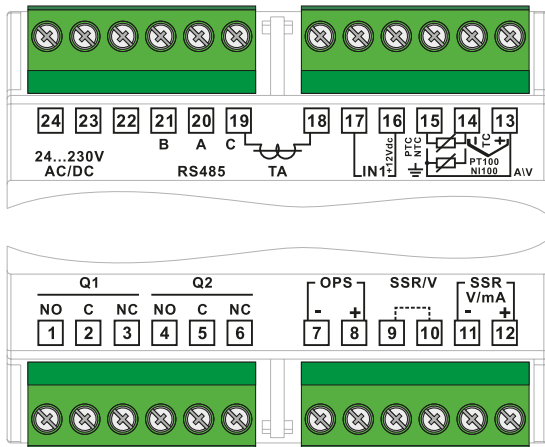 24 23 22 21 20 19 18 17 16 15 14 13
B A C
24...230V
AC/DC
RS485
TA
IN1
+12Vdc
PTC
NTC
- TC +
PT100
NI100
A\V
Q1 Q2 OPS SSR/V SSR
V/mA
NO C NC NO C NC - + - +
1 2 3 4 5 6 7 8 9 10 11 12